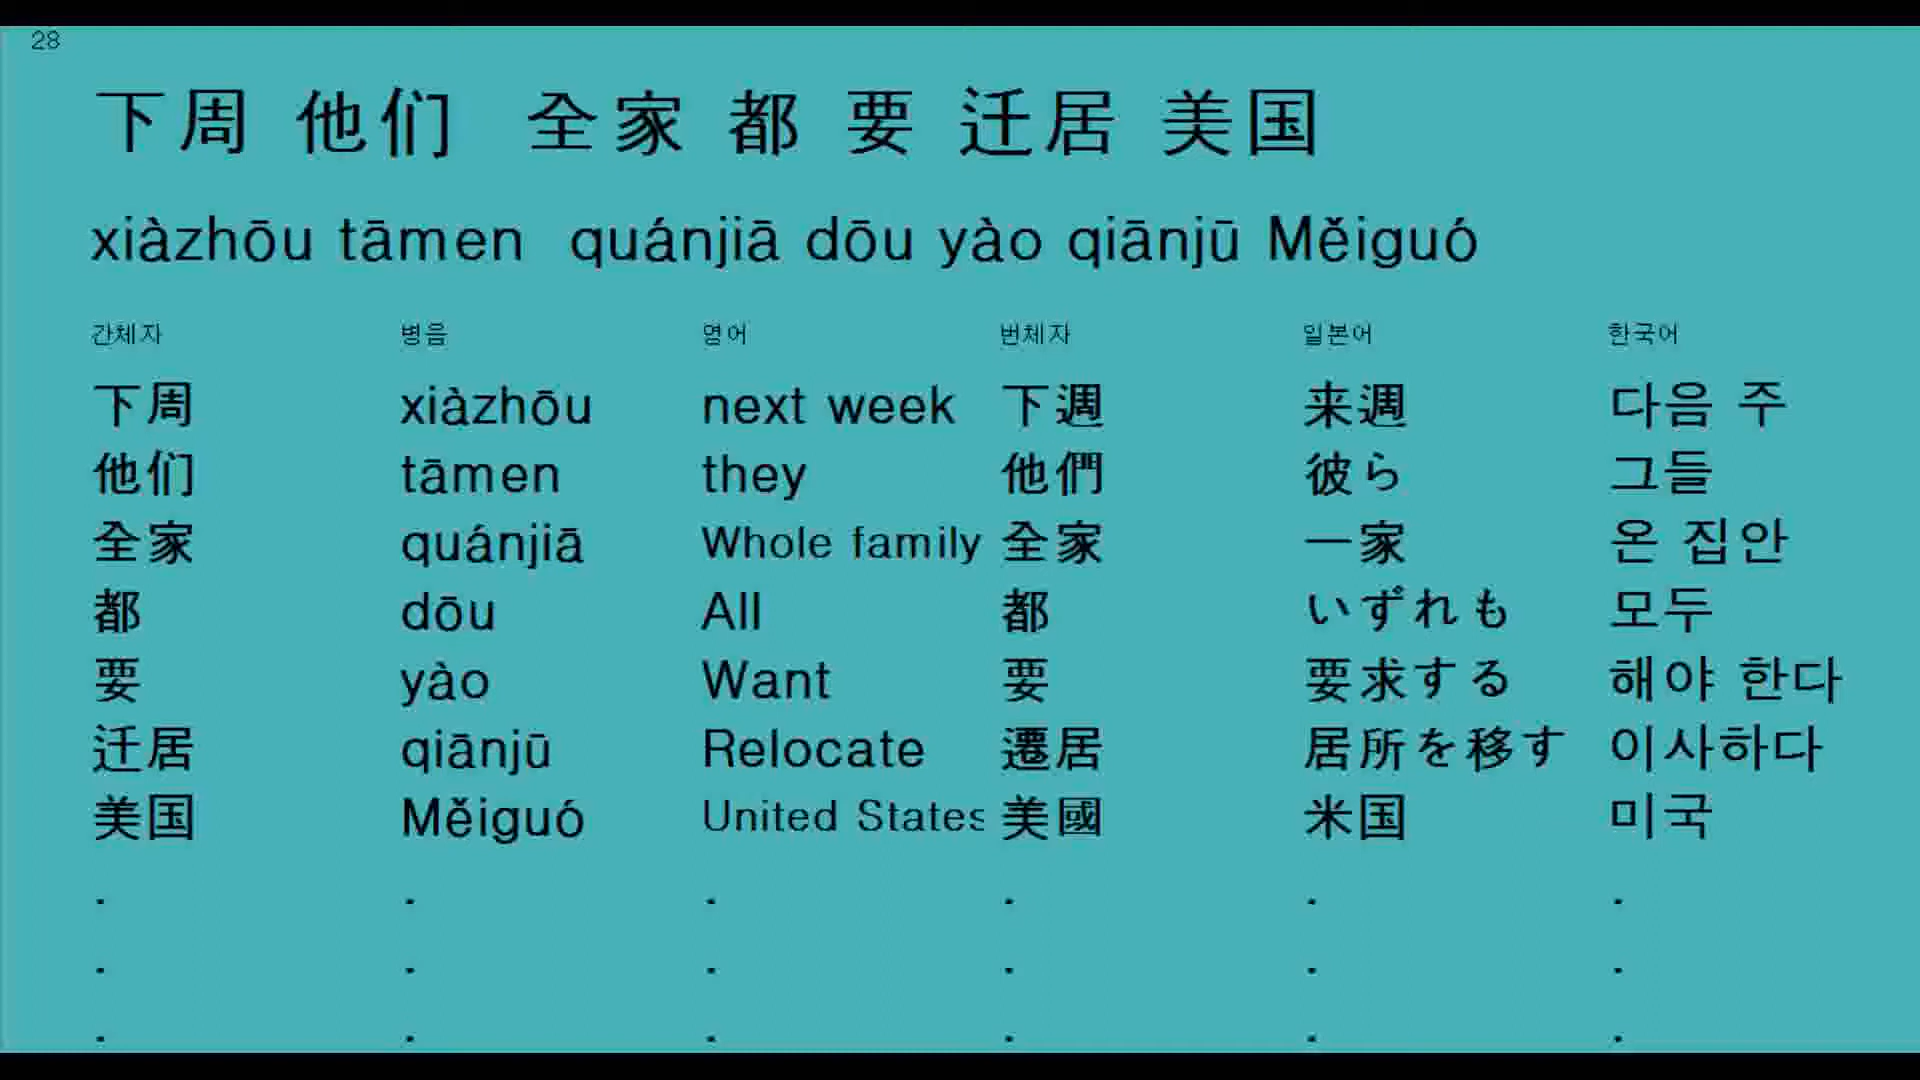 28
下周 他们 全家 都 要 迁居 美国
xiàzhōu tāmen quánjiā dōu yào qiānjū Měiguó
간체자 병음 영어 번체자 일본어 한국어
下周 xiàzhōu next week 下週 来週 다음 주
他们 tāmen they 他們 彼ら 그들
全家 quánjiā Whole family 全家 一家 온 집안
都 dōu All 都 いずれも 모두
要 yào Want 要 要求する 해야 한다
迁居 qiānjū Relocate 遷居 居所を移す 이사하다
美国 Měiguó United States 美國 米国 미국
. . . . . .
. . . . . .
. . . . . .